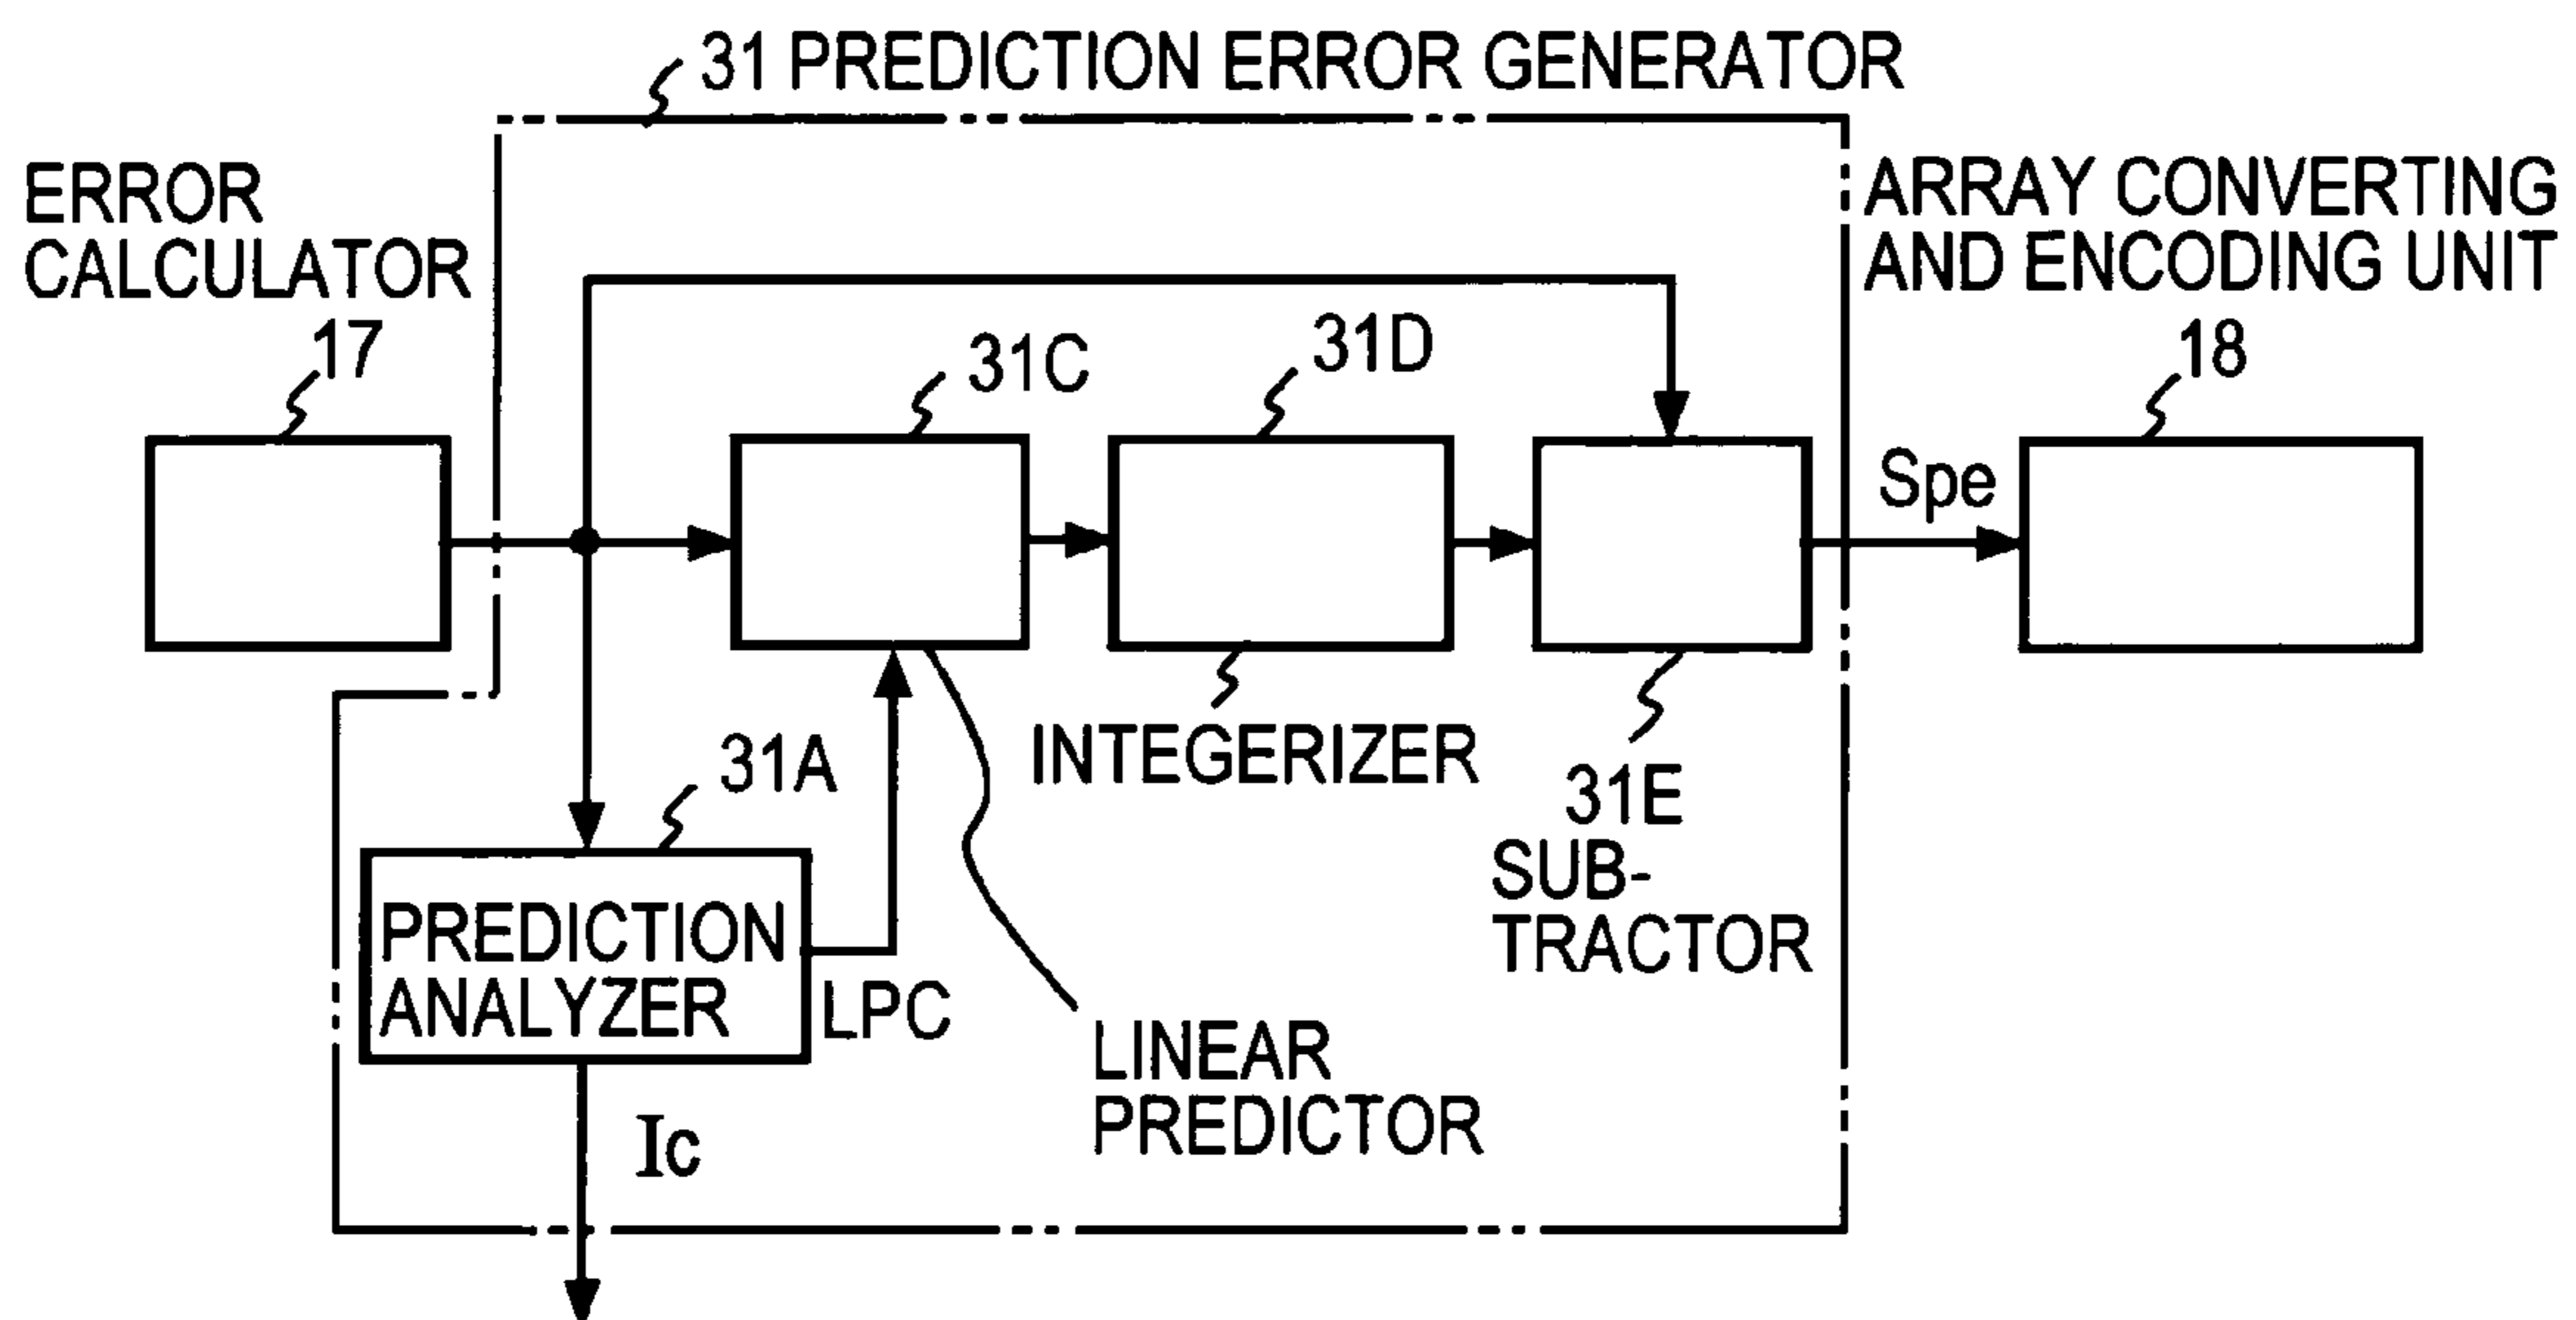 31 PREDICTION ERROR GENERATOR
ERROR
CALCULATOR
17
ARRAY CONVERTING
AND ENCODING UNIT
18
31C
31D
Spe
INTEGERIZER
31E
SUB-
TRACTOR
31A
PREDICTION
ANALYZER
LPC
LINEAR
PREDICTOR
Ic